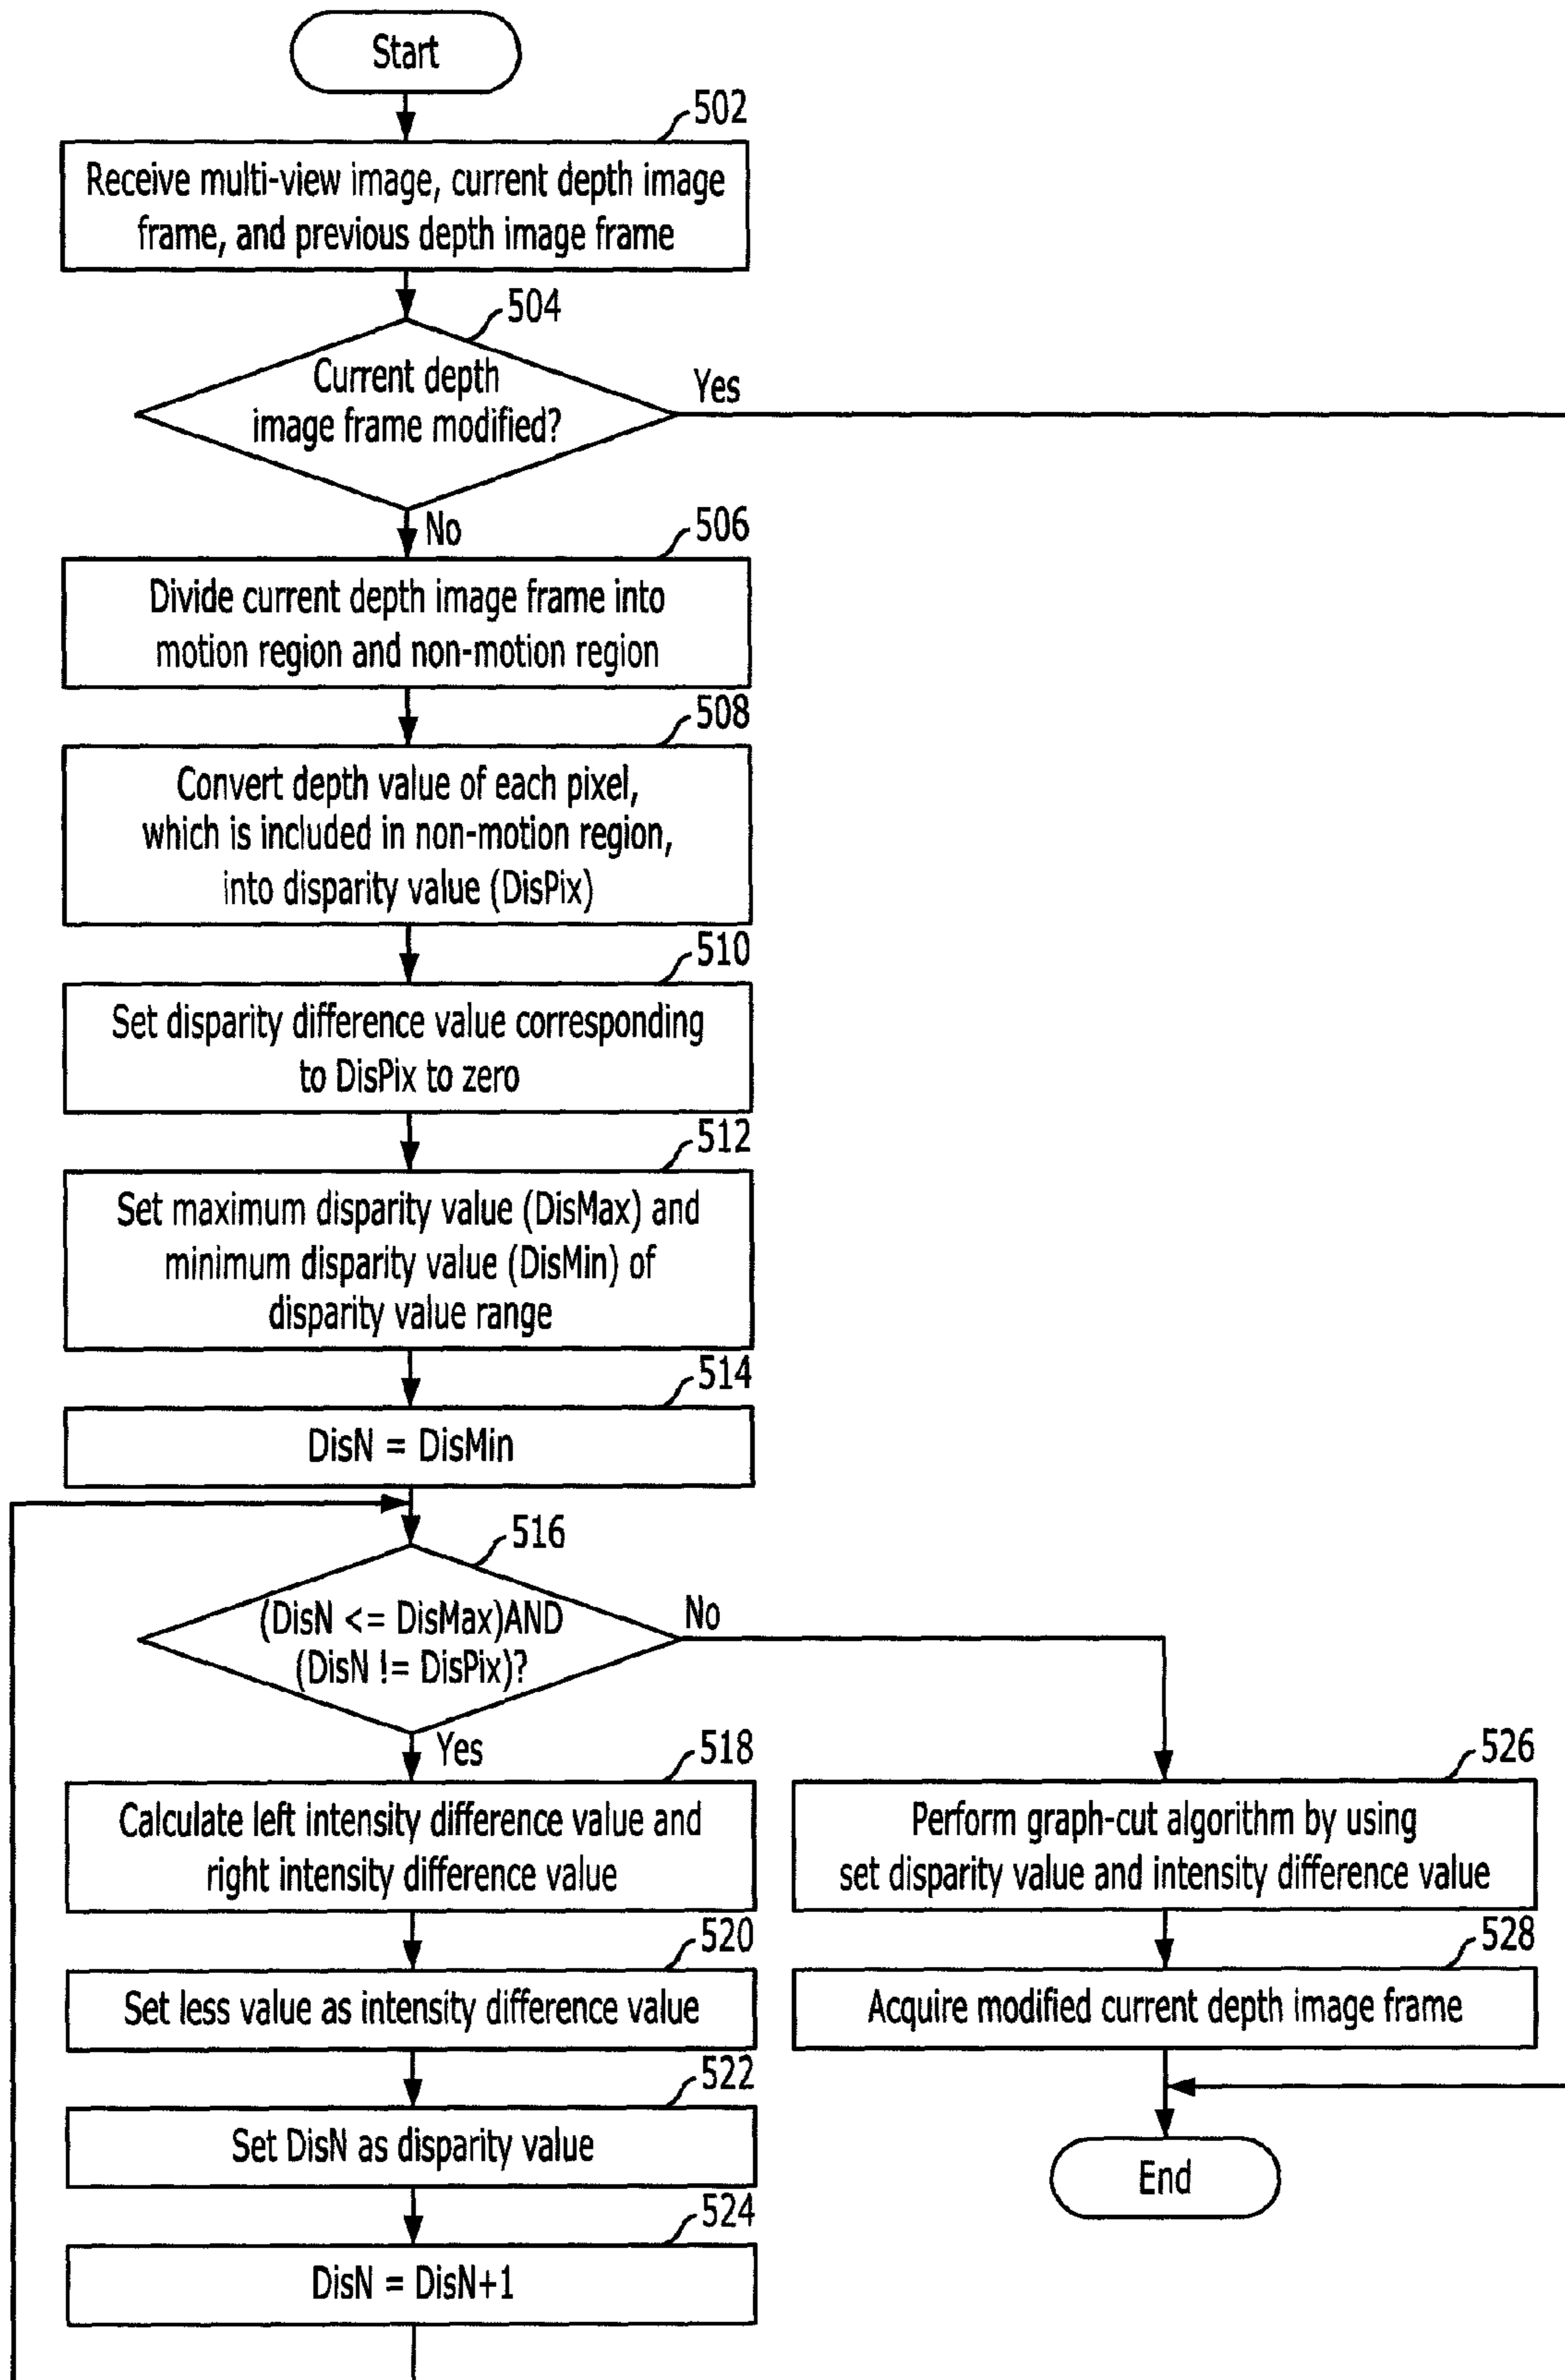 Start
502
Receive multi-view image, current depth image
frame, and previous depth image frame
504
Current depth
image frame modified?
Yes
No
506
Divide current depth image frame into
motion region and non-motion region
508
Convert depth value of each pixel,
which is included in non-motion region,
into disparity value (DisPix)
510
Set disparity difference value corresponding
to DisPix to zero
512
Set maximum disparity value (DisMax) and
minimum disparity value (DisMin) of
disparity value range
514
DisN = DisMin
516
(DisN <= DisMax)AND
(DisN != DisPix)?
No
Yes
518
Calculate left intensity difference value and
right intensity difference value
520
Set less value as intensity difference value
522
Set DisN as disparity value
524
DisN = DisN+1
526
Perform graph-cut algorithm by using
set disparity value and intensity difference value
528
Acquire modified current depth image frame
End